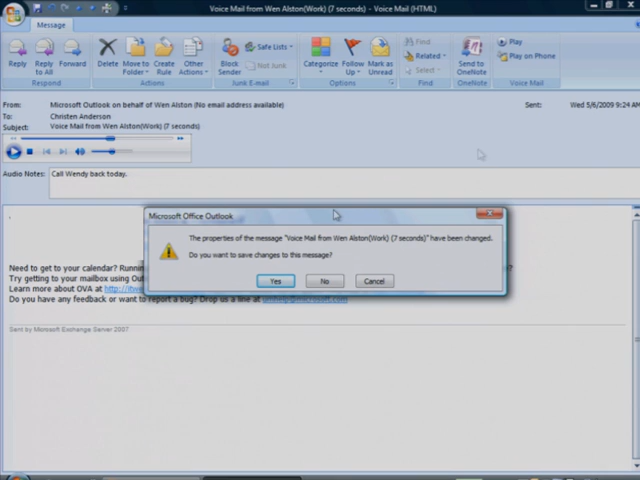 Voice Mail from Wen Alston(Work) (7 seconds) - Voice Mail (HTML)
Message
Reply
Reply to All
Forward
Respond
Delete
Move to Folder
Create Rule
Other Actions
Actions
Block Sender
Safe Lists
Not Junk
Junk E-mail
Categorize
Follow Up
Mark as Unread
Options
Find
Related
Select
Find
Send to OneNote
OneNote
Play
Play on Phone
Voice Mail
From: Microsoft Outlook on behalf of Wen Alston (No email address available)
Sent: Wed 5/6/2009 9:24 AM
To: Christen Anderson
Subject: Voice Mail from Wen Alston(Work) (7 seconds)
Audio Notes: Call Wendy back today.
Microsoft Office Outlook
The properties of the message "Voice Mail from Wen Alston(Work) (7 seconds)" have been changed.
Do you want to save changes to this message?
Yes
No
Cancel
Need to get to your calendar?
Try getting to your mailbox using
Learn more about OVA at
Do you have any feedback or want to report a bug? Drop us a line at umhelp@microsoft.com
Sent by Microsoft Exchange Server 2007